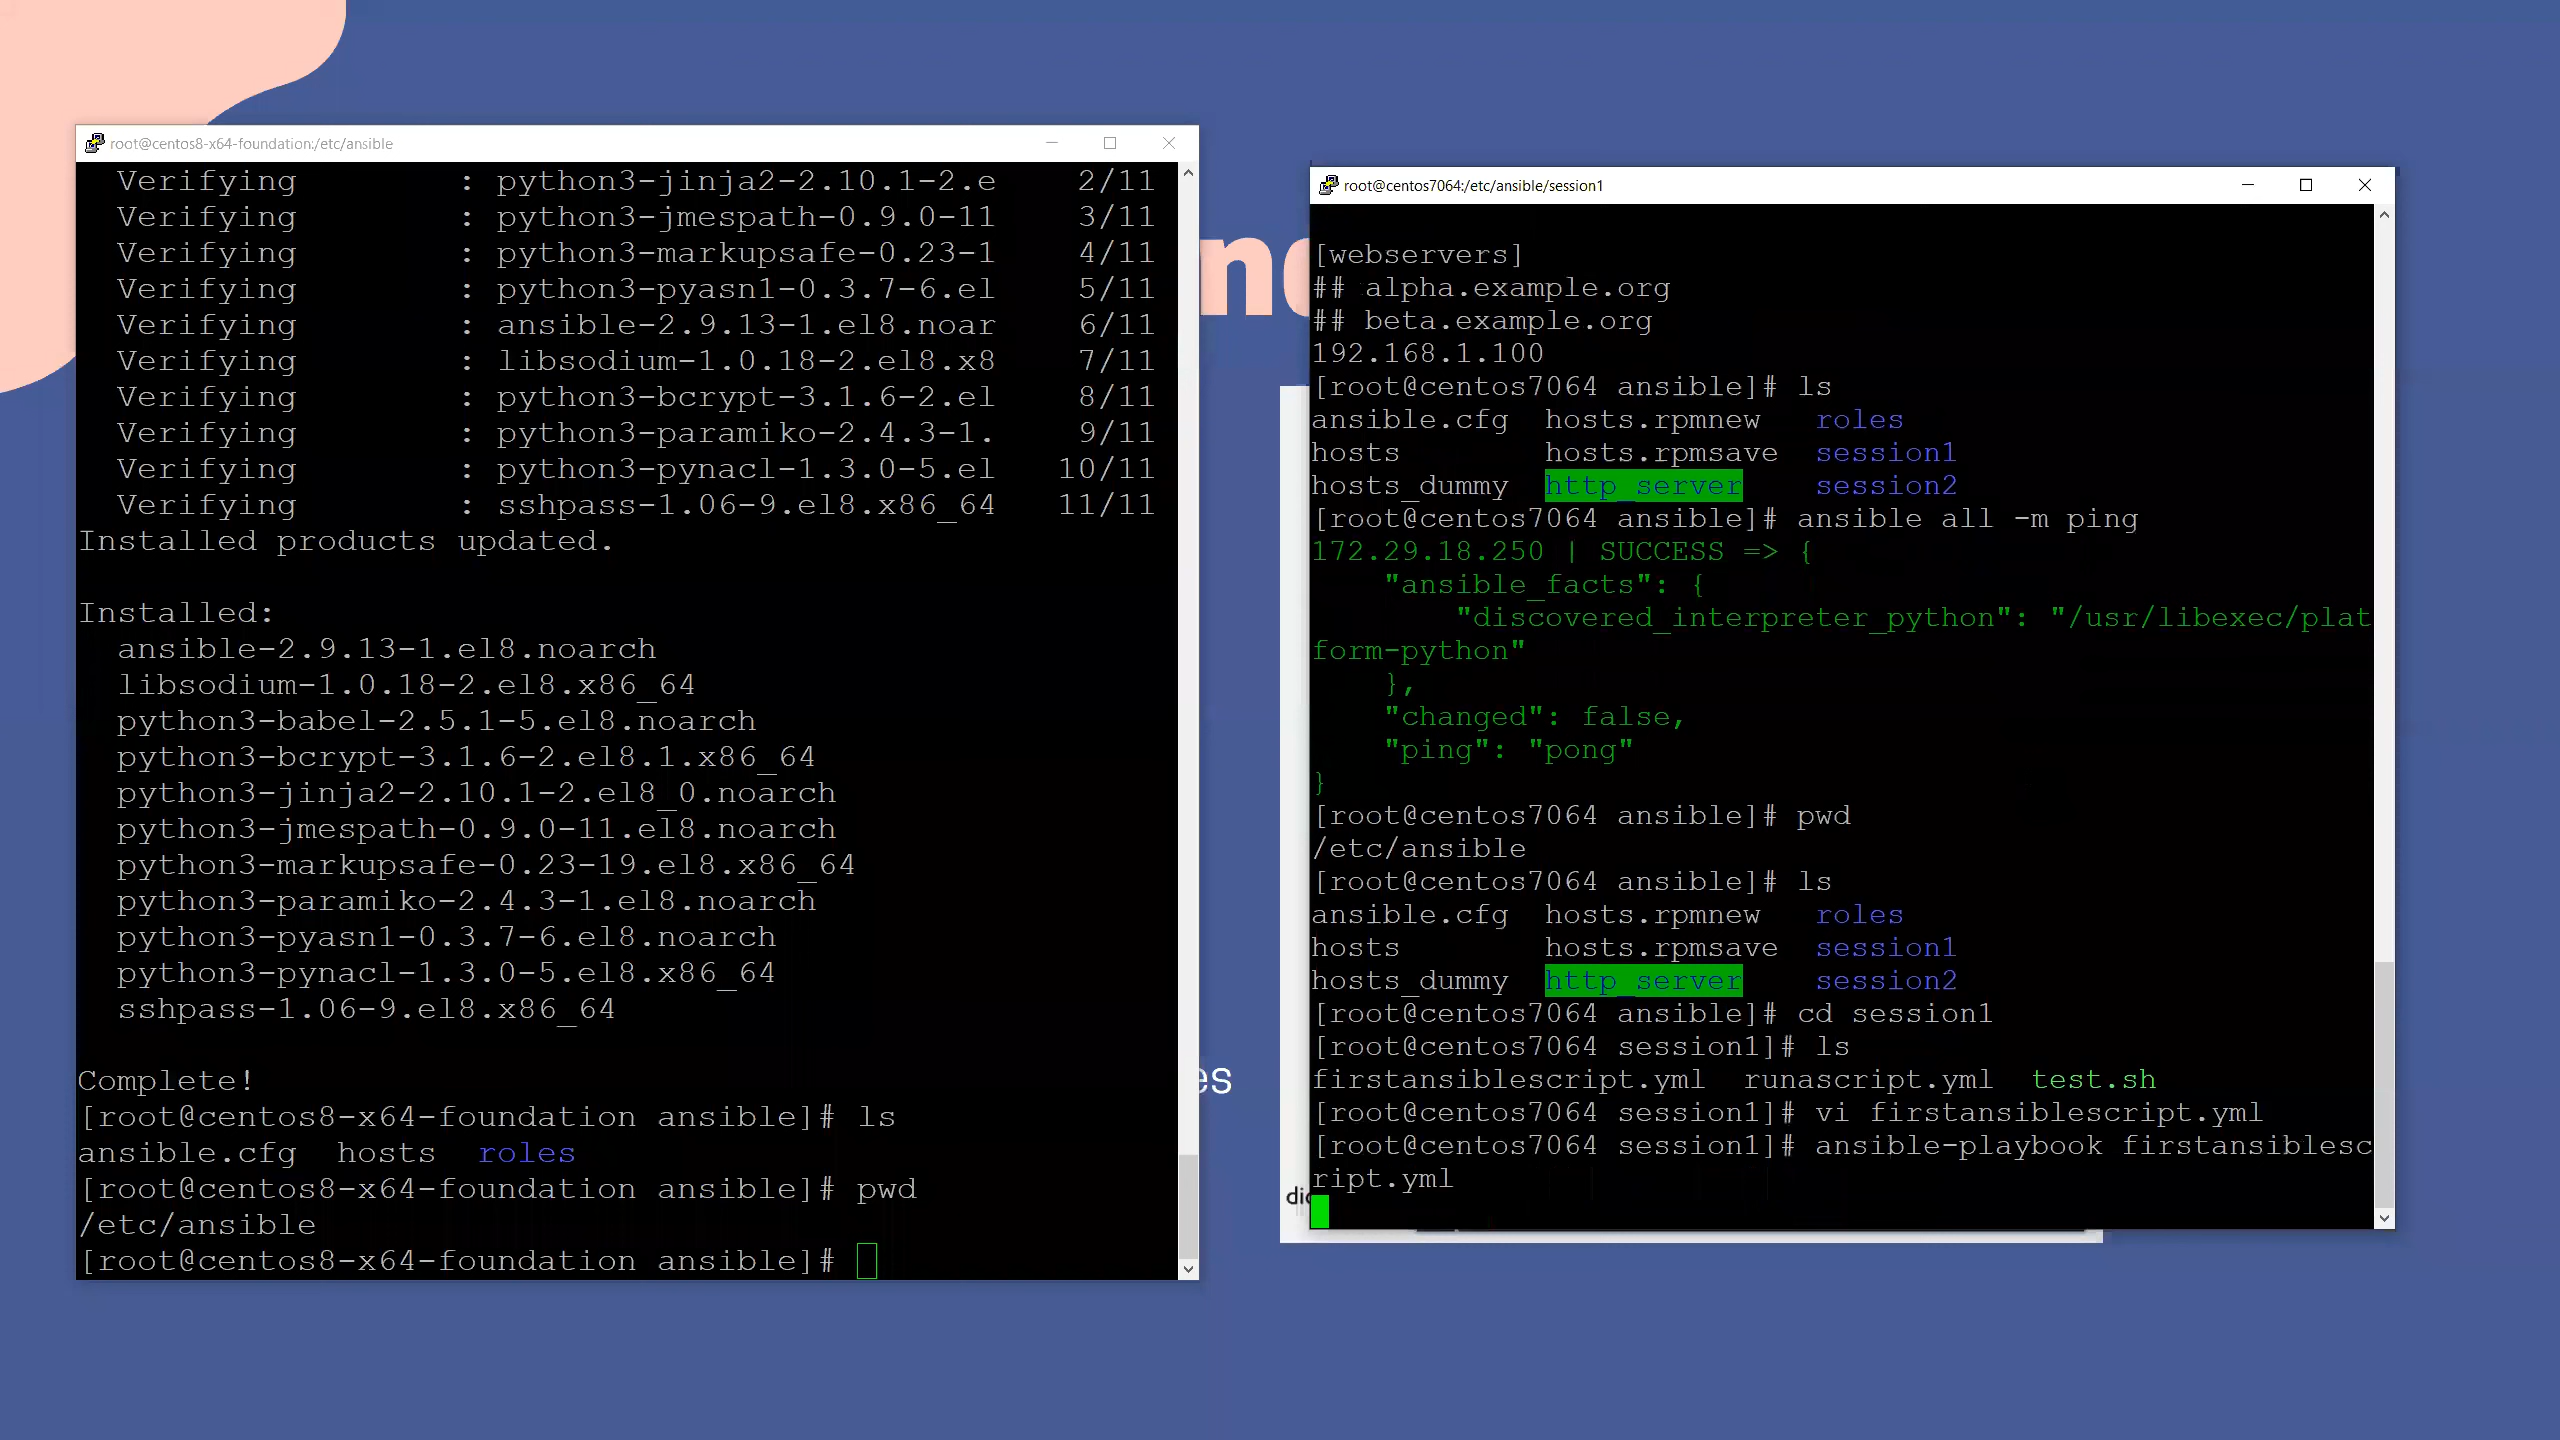 root@centos8-x64-foundation:/etc/ansible
Verifying : python3-jinja2-2.10.1-2.e 2/11
Verifying : python3-jmespath-0.9.0-11 3/11
Verifying : python3-markupsafe-0.23-1 4/11
Verifying : python3-pyasn1-0.3.7-6.el 5/11
Verifying : ansible-2.9.13-1.el8.noar 6/11
Verifying : libsodium-1.0.18-2.el8.x8 7/11
Verifying : python3-bcrypt-3.1.6-2.el 8/11
Verifying : python3-paramiko-2.4.3-1. 9/11
Verifying : python3-pynacl-1.3.0-5.el 10/11
Verifying : sshpass-1.06-9.el8.x86_64 11/11
Installed products updated.
Installed:
ansible-2.9.13-1.el8.noarch
libsodium-1.0.18-2.el8.x86_64
python3-babel-2.5.1-5.el8.noarch
python3-bcrypt-3.1.6-2.el8.1.x86_64
python3-jinja2-2.10.1-2.el8_0.noarch
python3-jmespath-0.9.0-11.el8.noarch
python3-markupsafe-0.23-19.el8.x86_64
python3-paramiko-2.4.3-1.el8.noarch
python3-pyasn1-0.3.7-6.el8.noarch
python3-pynacl-1.3.0-5.el8.x86_64
sshpass-1.06-9.el8.x86_64
Complete!
[root@centos8-x64-foundation ansible]# ls
ansible.cfg hosts roles
[root@centos8-x64-foundation ansible]# pwd
/etc/ansible
[root@centos8-x64-foundation ansible]#
root@centos7064:/etc/ansible/session1
[webservers]
## alpha.example.org
## beta.example.org
192.168.1.100
[root@centos7064 ansible]# ls
ansible.cfg hosts.rpmnew roles
hosts hosts.rpmsave session1
hosts_dummy http_server session2
[root@centos7064 ansible]# ansible all -m ping
172.29.18.250 | SUCCESS => {
"ansible_facts": {
"discovered_interpreter_python": "/usr/libexec/plat
form-python"
},
"changed": false,
"ping": "pong"
}
[root@centos7064 ansible]# pwd
/etc/ansible
[root@centos7064 ansible]# ls
ansible.cfg hosts.rpmnew roles
hosts hosts.rpmsave session1
hosts_dummy http_server session2
[root@centos7064 ansible]# cd session1
[root@centos7064 session1]# ls
firstansiblescript.yml runascript.yml test.sh
[root@centos7064 session1]# vi firstansiblescript.yml
[root@centos7064 session1]# ansible-playbook firstansiblesc
ript.yml